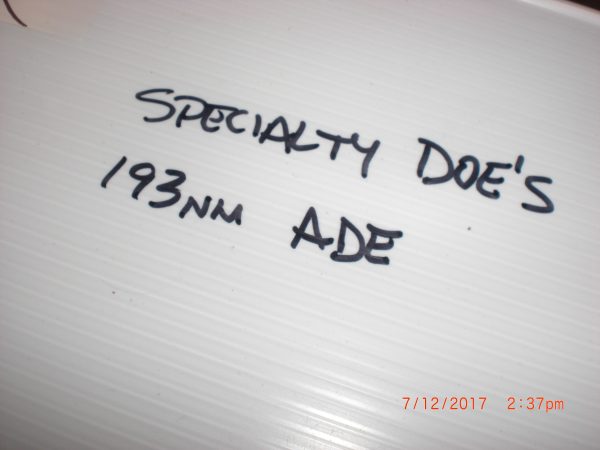 SPECIALTY DOE'S
193NM ADE
7/12/2017 2:37pm